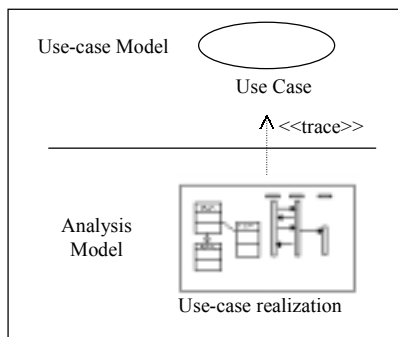 Use-case Model
Use Case
<<trace>>
Analysis
Model
Use-case realization